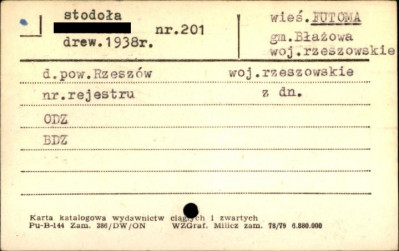 stodoła
nr.201
drew.1938r.
wieś.FUTOMA
gm.Błażowa
woj.rzeszowskie
d.pow.Rzeszów woj.rzeszowskie
nr.rejestru z dn.
ODZ
BDZ
Karta katalogowa wydawnictw ciągłych i zwartych
Pu-B-144 Zam. 386/DW/ON WZGraf. Milicz zam. 78/79 6.880.000